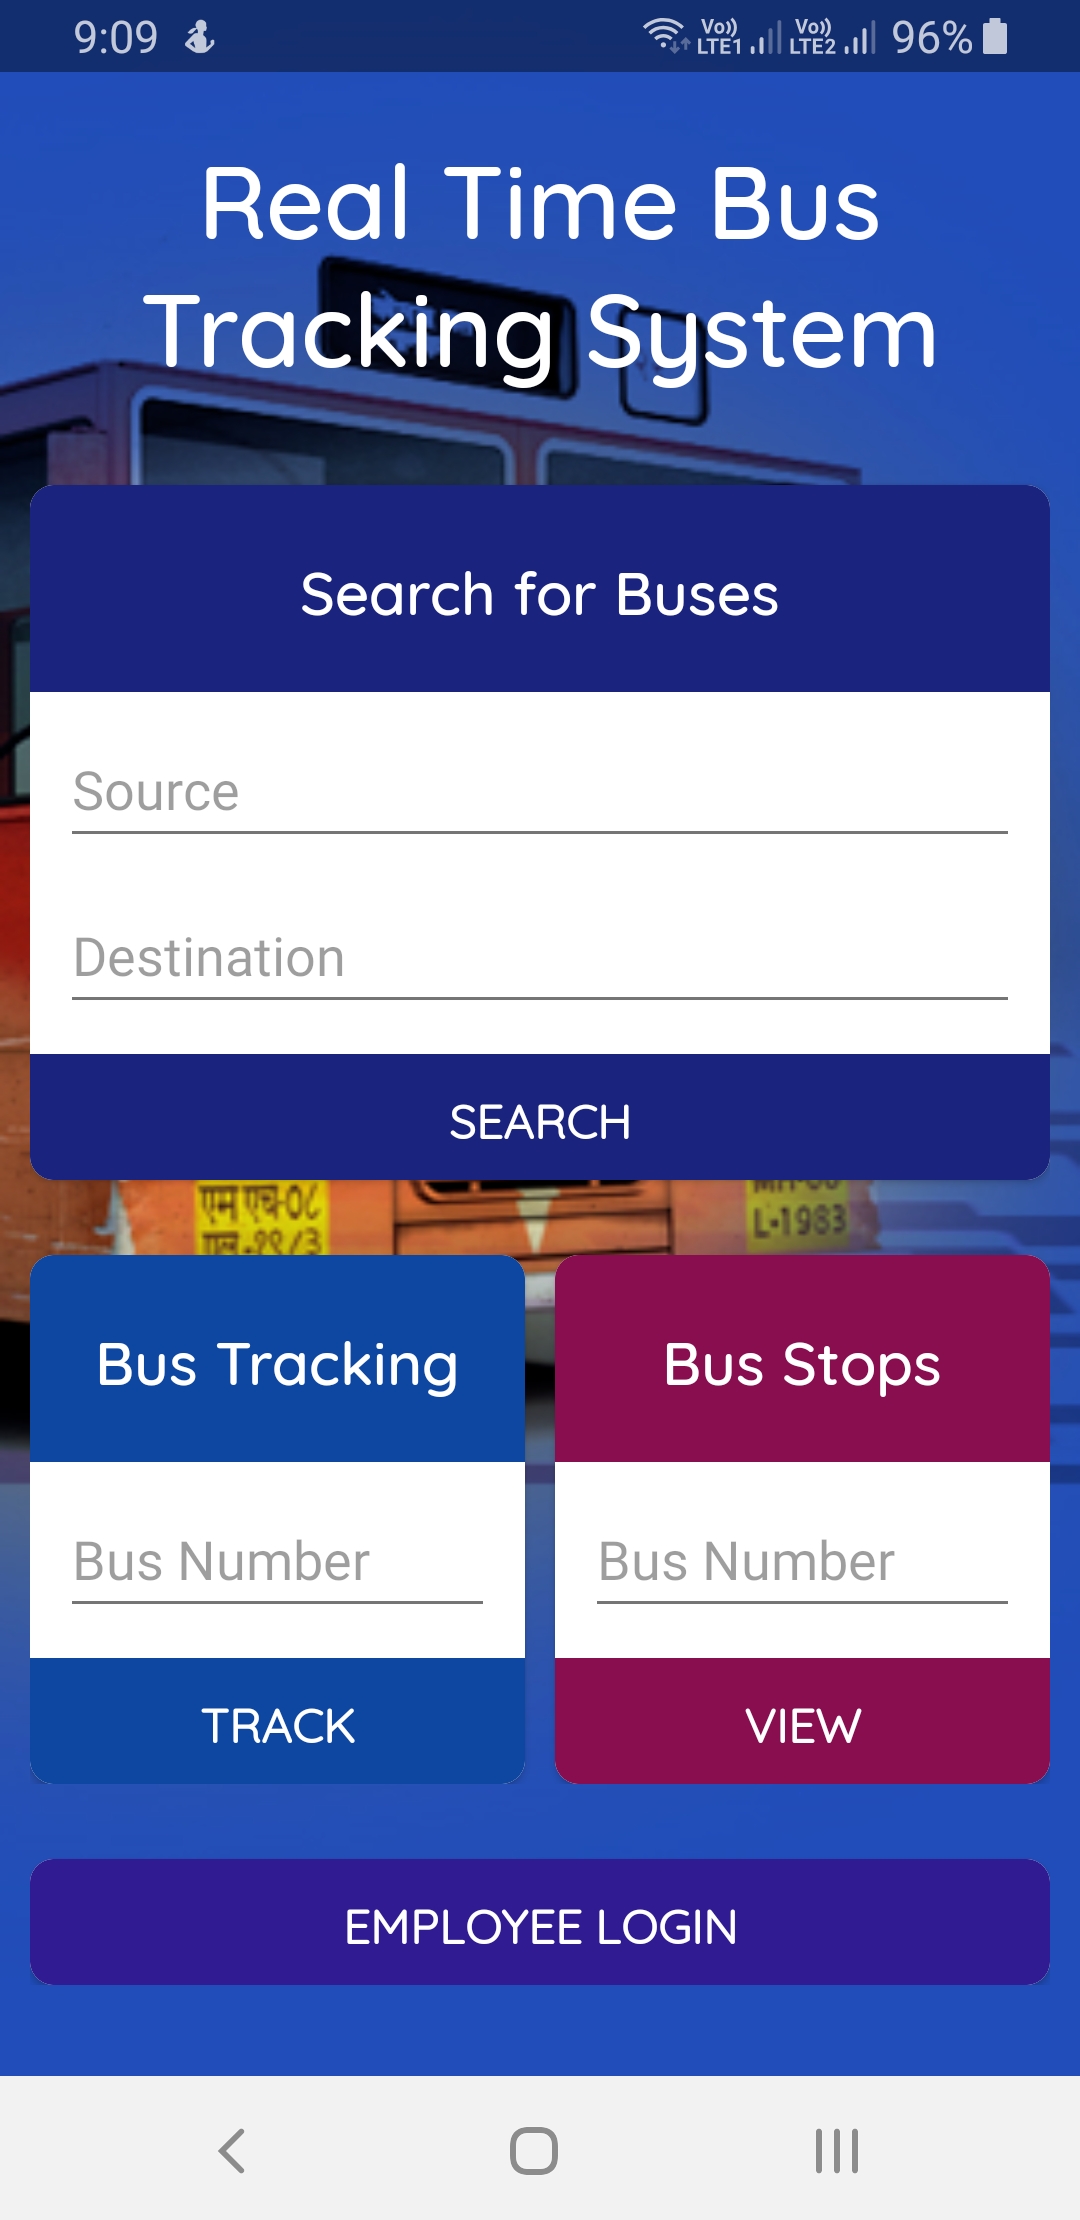 9:09
Vo)) LTE1 Vo)) LTE2 96%
Real Time Bus
Tracking System
Search for Buses
Source
Destination
SEARCH
एम एच-०८
L-1983
Bus Tracking
Bus Stops
Bus Number
Bus Number
TRACK
VIEW
EMPLOYEE LOGIN